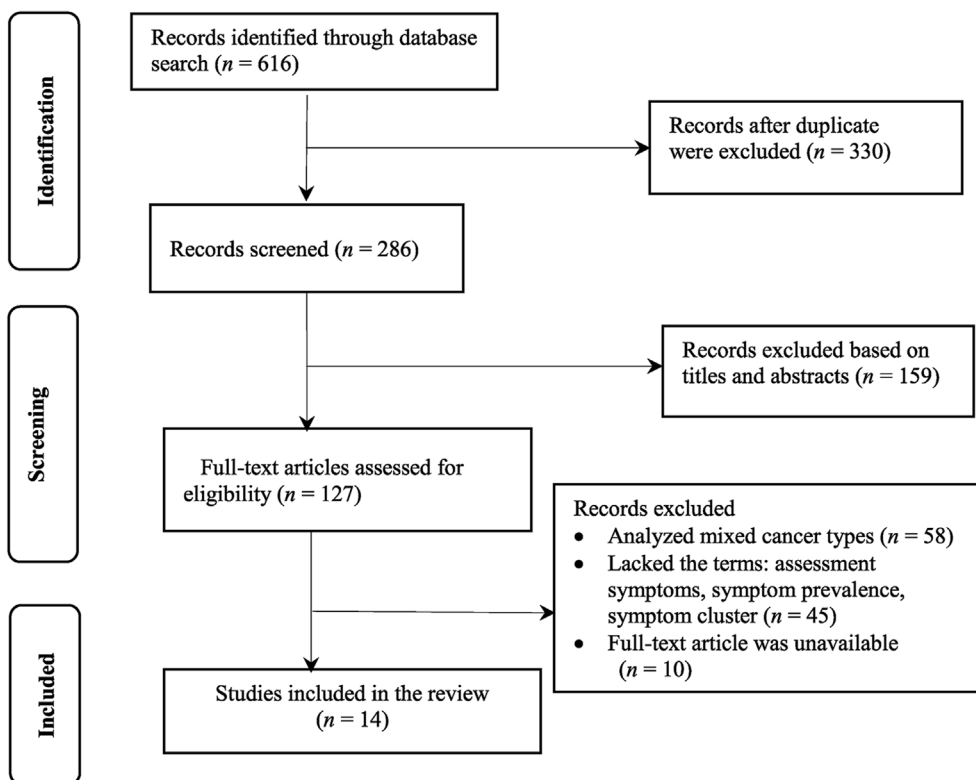 Identification
Records identified through database
search (n = 616)
Records after duplicate
were excluded (n = 330)
Records screened (n = 286)
Screening
Records excluded based on
titles and abstracts (n = 159)
Full-text articles assessed for
eligibility (n = 127)
Records excluded
• Analyzed mixed cancer types (n = 58)
• Lacked the terms: assessment
symptoms, symptom prevalence,
symptom cluster (n = 45)
• Full-text article was unavailable
(n = 10)
Included
Studies included in the review
(n = 14)